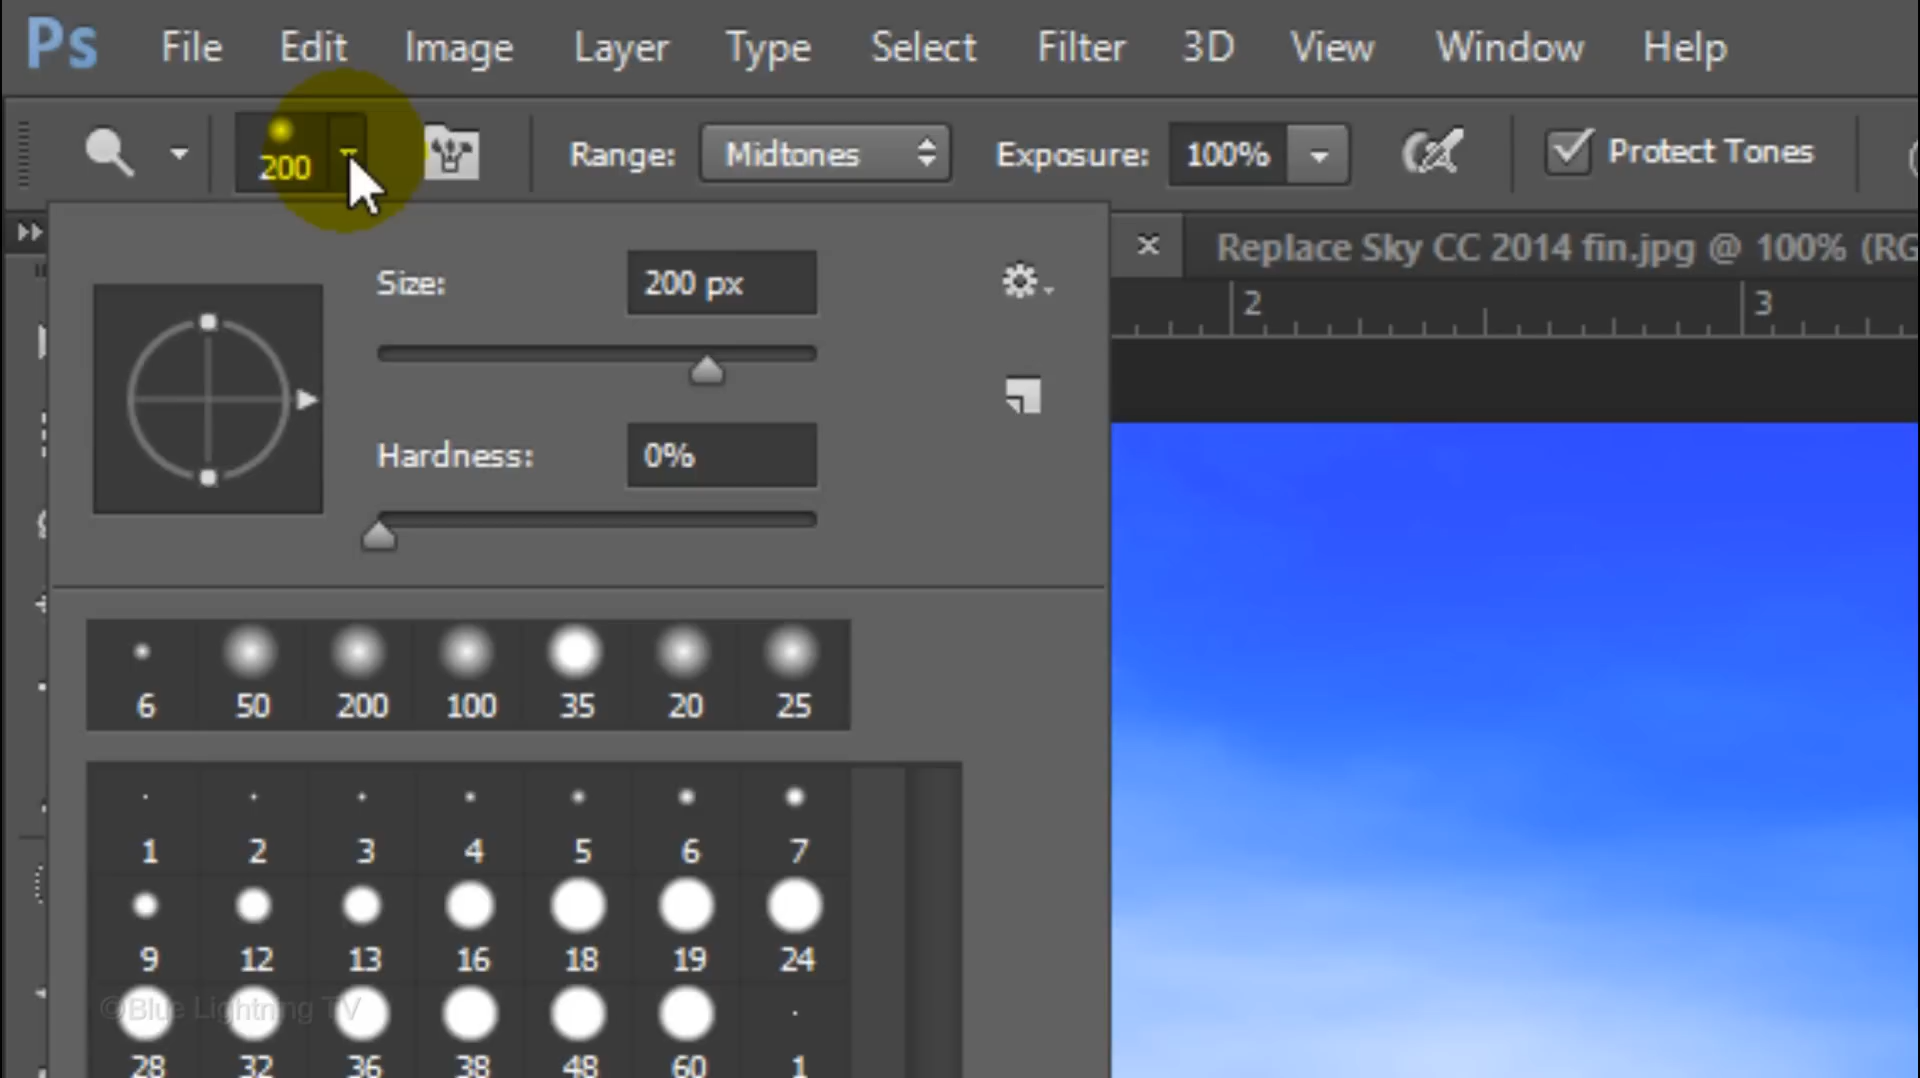 Ps File Edit Image Layer Type Select Filter 3D View Window Help
200 Range: Midtones Exposure: 100% Protect Tones
Size: 200 px
× Replace Sky CC 2014 fin.jpg @ 100% (RG
2 3
Hardness: 0%
6 50 200 100 35 20 25
1 2 3 4 5 6 7
9 12 13 16 18 19 24
©Blue Lightning TV
28 32 36 38 48 60 1